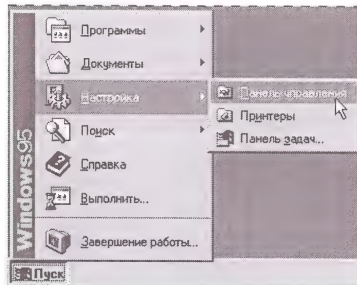 Программы
Документы
Настройка
Поиск
Справка
Выполнить...
Завершение работы...
Панель управления
Принтеры
Панель задач...
Windows95
Пуск